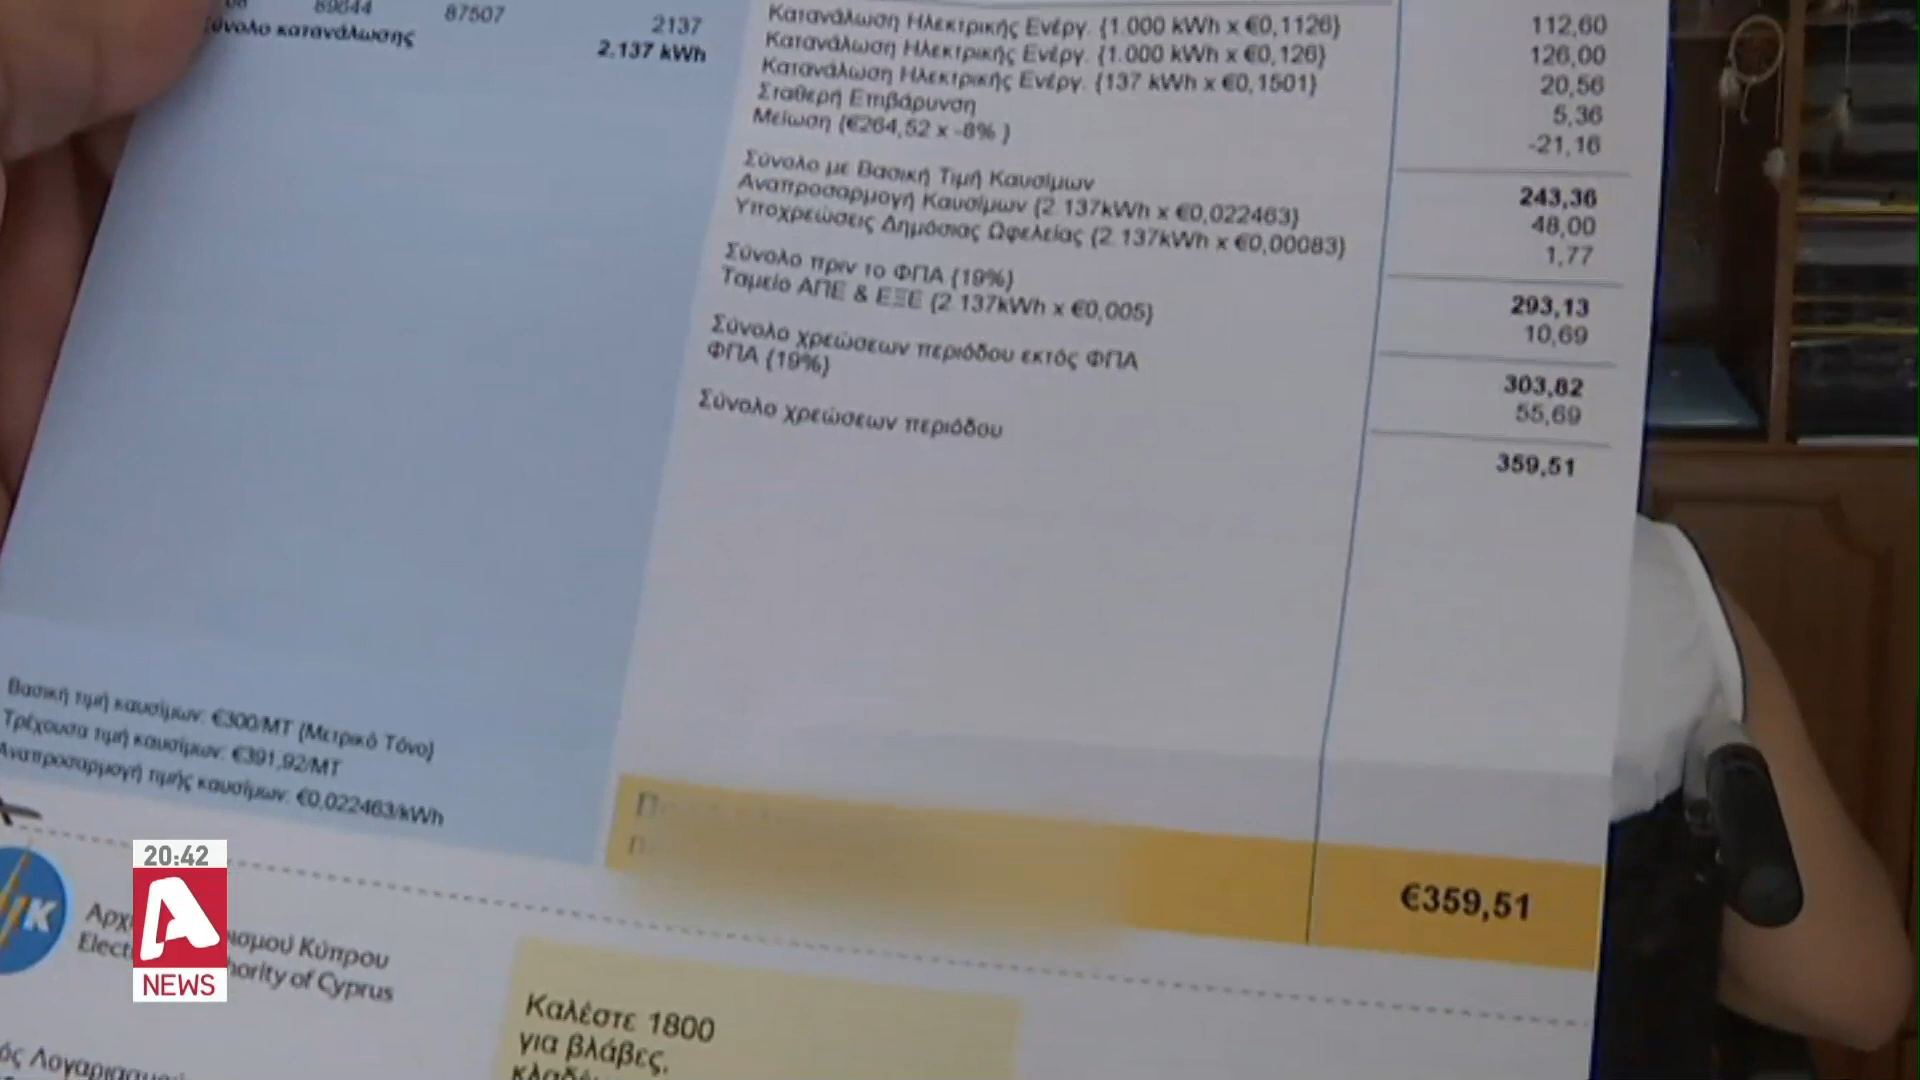 89644 87507 2137
Σύνολο κατανάλωσης 2.137 kWh
Κατανάλωση Ηλεκτρικής Ενέργ. {1.000 kWh x €0,1126} 112,60
Κατανάλωση Ηλεκτρικής Ενέργ. {1.000 kWh x €0,126} 126,00
Κατανάλωση Ηλεκτρικής Ενέργ. {137 kWh x €0,1501} 20,56
Σταθερή Επιβάρυνση 5,36
Μείωση {€264,52 x -8% } -21,16
Σύνολο με Βασική Τιμή Καυσίμων 243,36
Αναπροσαρμογή Καυσίμων {2.137kWh x €0,022463} 48,00
Υποχρεώσεις Δημόσιας Ωφελείας {2.137kWh x €0,00083} 1,77
Σύνολο πριν το ΦΠΑ {19%} 293,13
Ταμείο ΑΠΕ & ΕΞΕ {2.137kWh x €0,005} 10,69
Σύνολο χρεώσεων περιόδου εκτός ΦΠΑ 303,82
ΦΠΑ {19%} 55,69
Σύνολο χρεώσεων περιόδου 359,51
Βασική τιμή καυσίμων: €300/MT {Μετρικό Τόνο}
Τρέχουσα τιμή καυσίμων: €391,92/MT
Αναπροσαρμογή τιμής καυσίμων: €0,022463/kWh
€359,51
20:42
A
NEWS
ΗΚ
Αρχ ισμού Κύπρου
Elect hority of Cyprus
Καλέστε 1800
για βλάβες,
ός Λογαριασμού